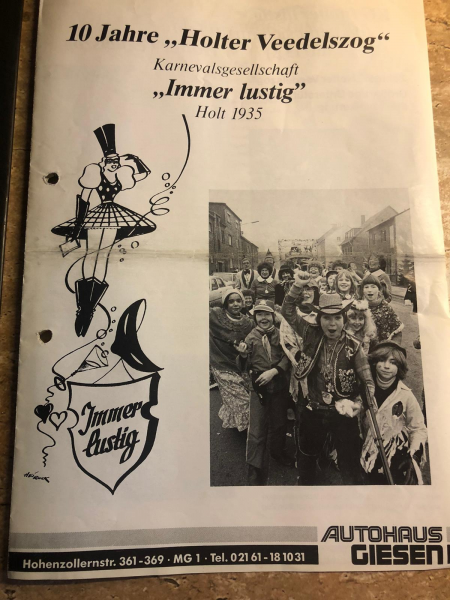 10 Jahre „Holter Veedelszog“
Karnevalsgesellschaft
„Immer lustig”
Holt 1935
Immer
lustig
Hohenzollernstr. 361-369 · MG 1 · Tel. 0 21 61 - 18 10 31
AUTOHAUS
GIESEN